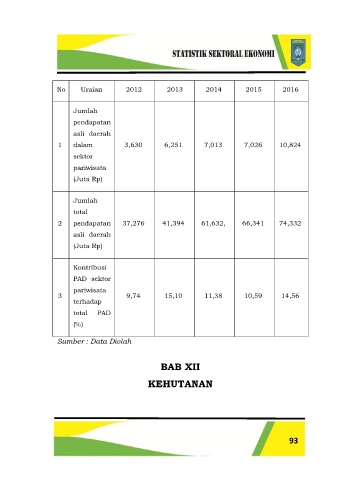 STATISTIK SEKTORAL EKONOMI
No Uraian 2012 2013 2014 2015 2016
Jumlah
pendapatan
asli daerah
1 dalam 3,630 6,251 7,013 7,026 10,824
sektor
pariwisata
(Juta Rp)
Jumlah
total
2 pendapatan 37,276 41,394 61,632, 66,341 74,332
asli daerah
(Juta Rp)
Kontribusi
PAD sektor
pariwisata
3 9,74 15,10 11,38 10,59 14,56
terhadap
total PAD
(%)
Sumber : Data Diolah
BAB XII
KEHUTANAN
93